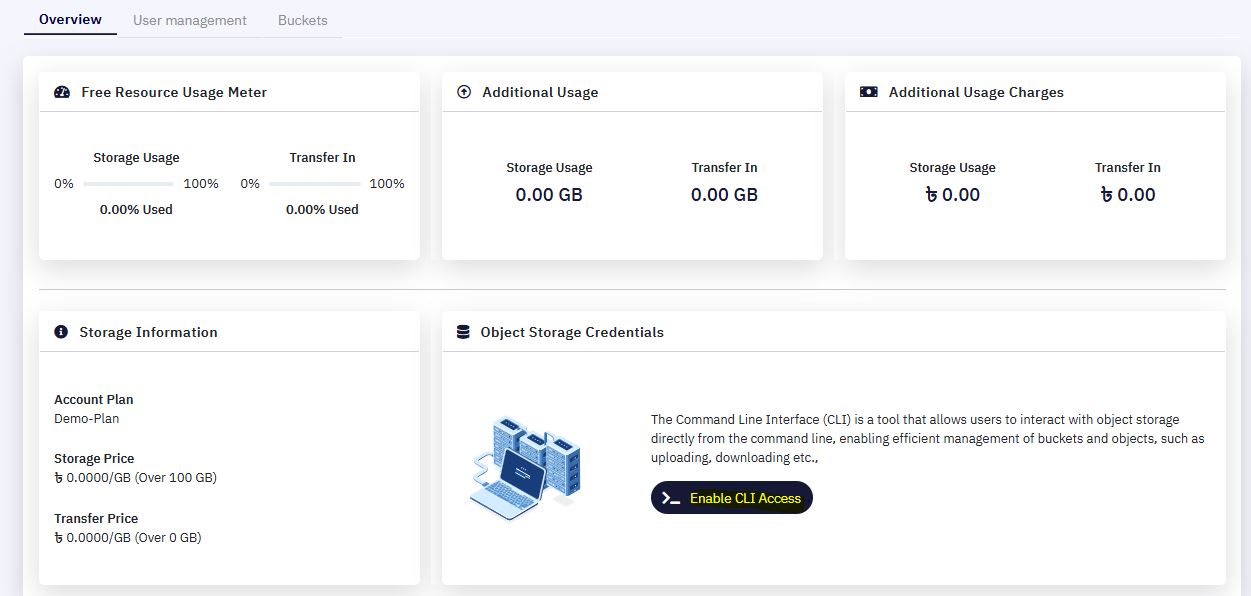 Overview User management Buckets
Free Resource Usage Meter
Storage Usage Transfer In
0% 100% 0% 100%
0.00% Used 0.00% Used
Additional Usage
Storage Usage Transfer In
0.00 GB 0.00 GB
Additional Usage Charges
Storage Usage Transfer In
৳ 0.00 ৳ 0.00
Storage Information
Account Plan
Demo-Plan
Storage Price
৳ 0.0000/GB (Over 100 GB)
Transfer Price
৳ 0.0000/GB (Over 0 GB)
Object Storage Credentials
The Command Line Interface (CLI) is a tool that allows users to interact with object storage
directly from the command line, enabling efficient management of buckets and objects, such as
uploading, downloading etc.,
Enable CLI Access